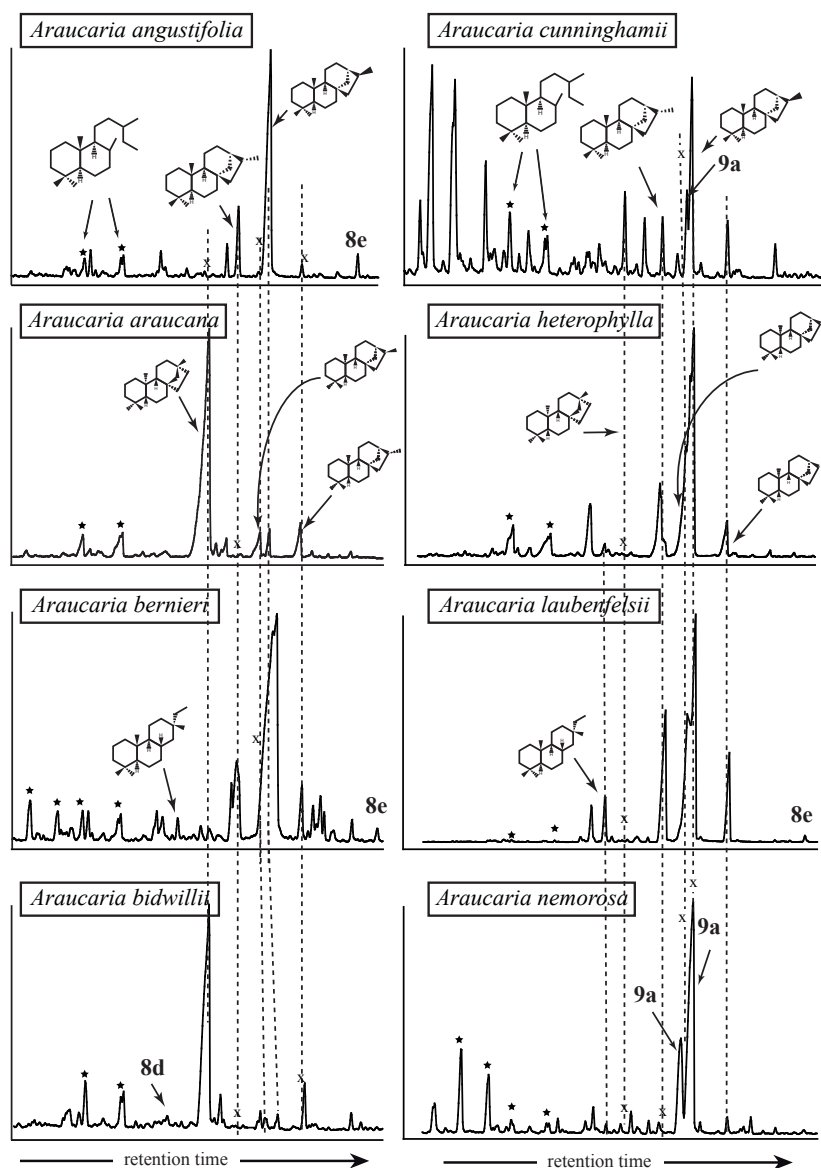 Araucaria angustifolia
x
x
x
8e
Araucaria cunninghamii
x
9a
Araucaria araucana
x
Araucaria heterophylla
x
Araucaria bernieri
x
8e
Araucaria laubenfelsii
x
8e
Araucaria bidwillii
8d
x
x
Araucaria nemorosa
x
x
9a
9a
x
x
retention time
retention time